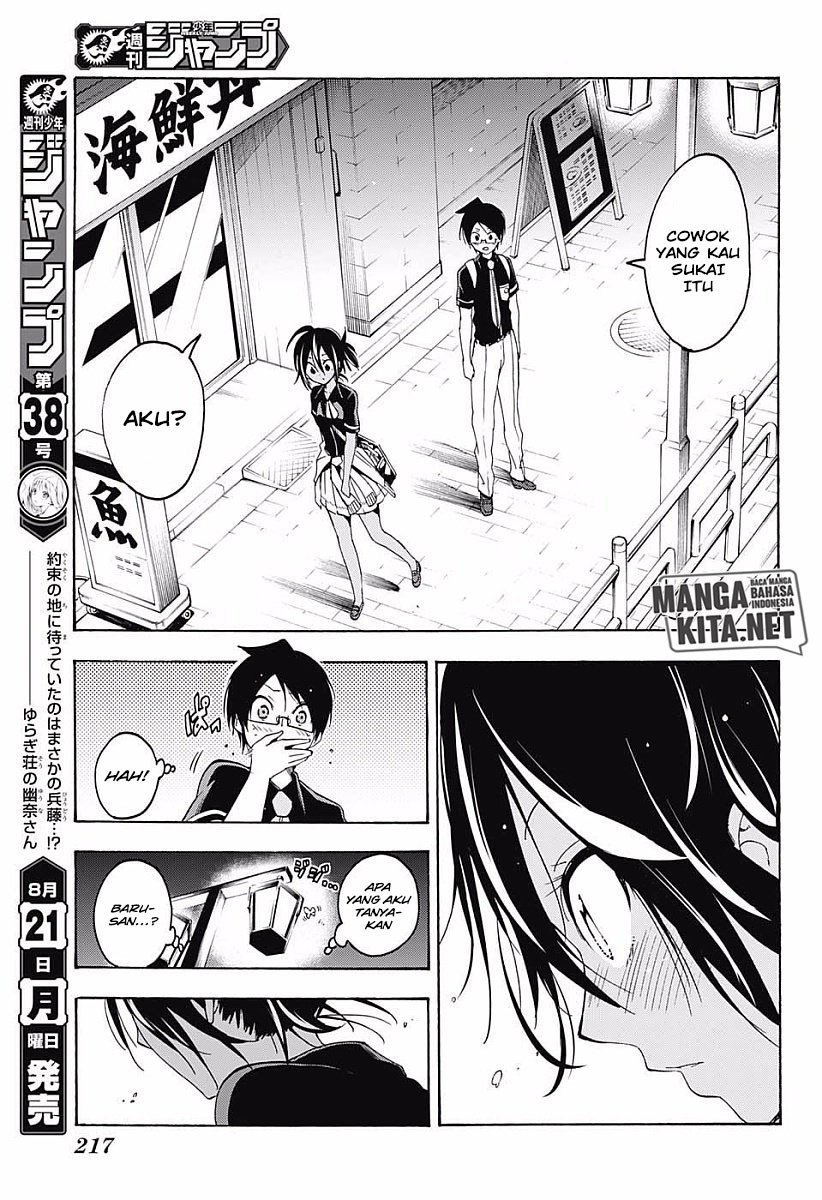 週刊少年ジャンプ
海鮮丼
COWOK
YANG KAU
SUKAI
ITU
AKU?
魚
MANGA
KITA.NET
BACA MANGA
BAHASA
INDONESIA
HAH!
ぱっ
APA
YANG AKU
TANYA-
KAN
ジジ…
BARU-
SAN...?
週刊少年
ジャンプ
第
38
号
約束の地に待っていたのはまさかの兵藤…!?
──ゆらぎ荘の幽奈さん
8月
21
日
月
曜日
発売
217